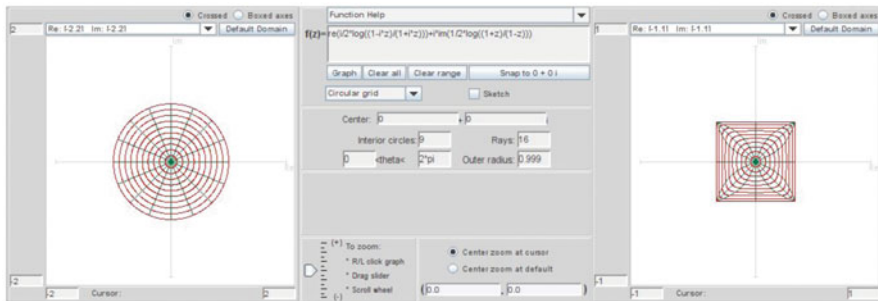 Crossed Boxed axes
2 Re: [-2.2] Im: [-2.2] Default Domain
Im
Re
-2
-2 Cursor: 2
Function Help
f(z)= re(i/2*log((1-i*z)/(1+i*z)))+i*im(1/2*log((1+z)/(1-z)))
Graph Clear all Clear range Snap to 0 + 0 i
Circular grid Sketch
Center: 0 + 0 i
Interior circles: 9 Rays: 16
0 <theta< 2*pi Outer radius: 0.999
(+) To zoom:
* R/L click graph
* Drag slider
* Scroll wheel
(-)
Center zoom at cursor
Center zoom at default
( 0.0 , 0.0 )
Crossed Boxed axes
1 Re: [-1.1] Im: [-1.1] Default Domain
Im
Re
-1
-1 Cursor: 1